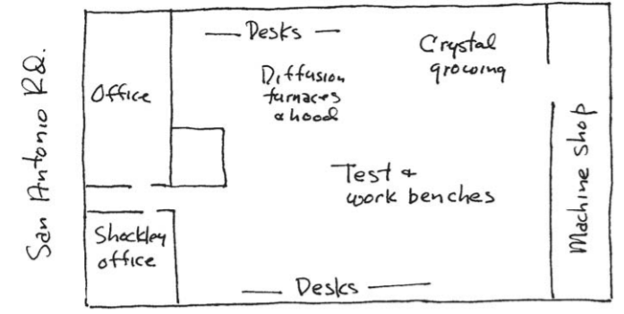 San Antonio Rd.
Office
Shockley
office
— Desks —
Diffusion
furnaces
& hood
Crystal
growing
Test &
work benches
— Desks —
Machine shop